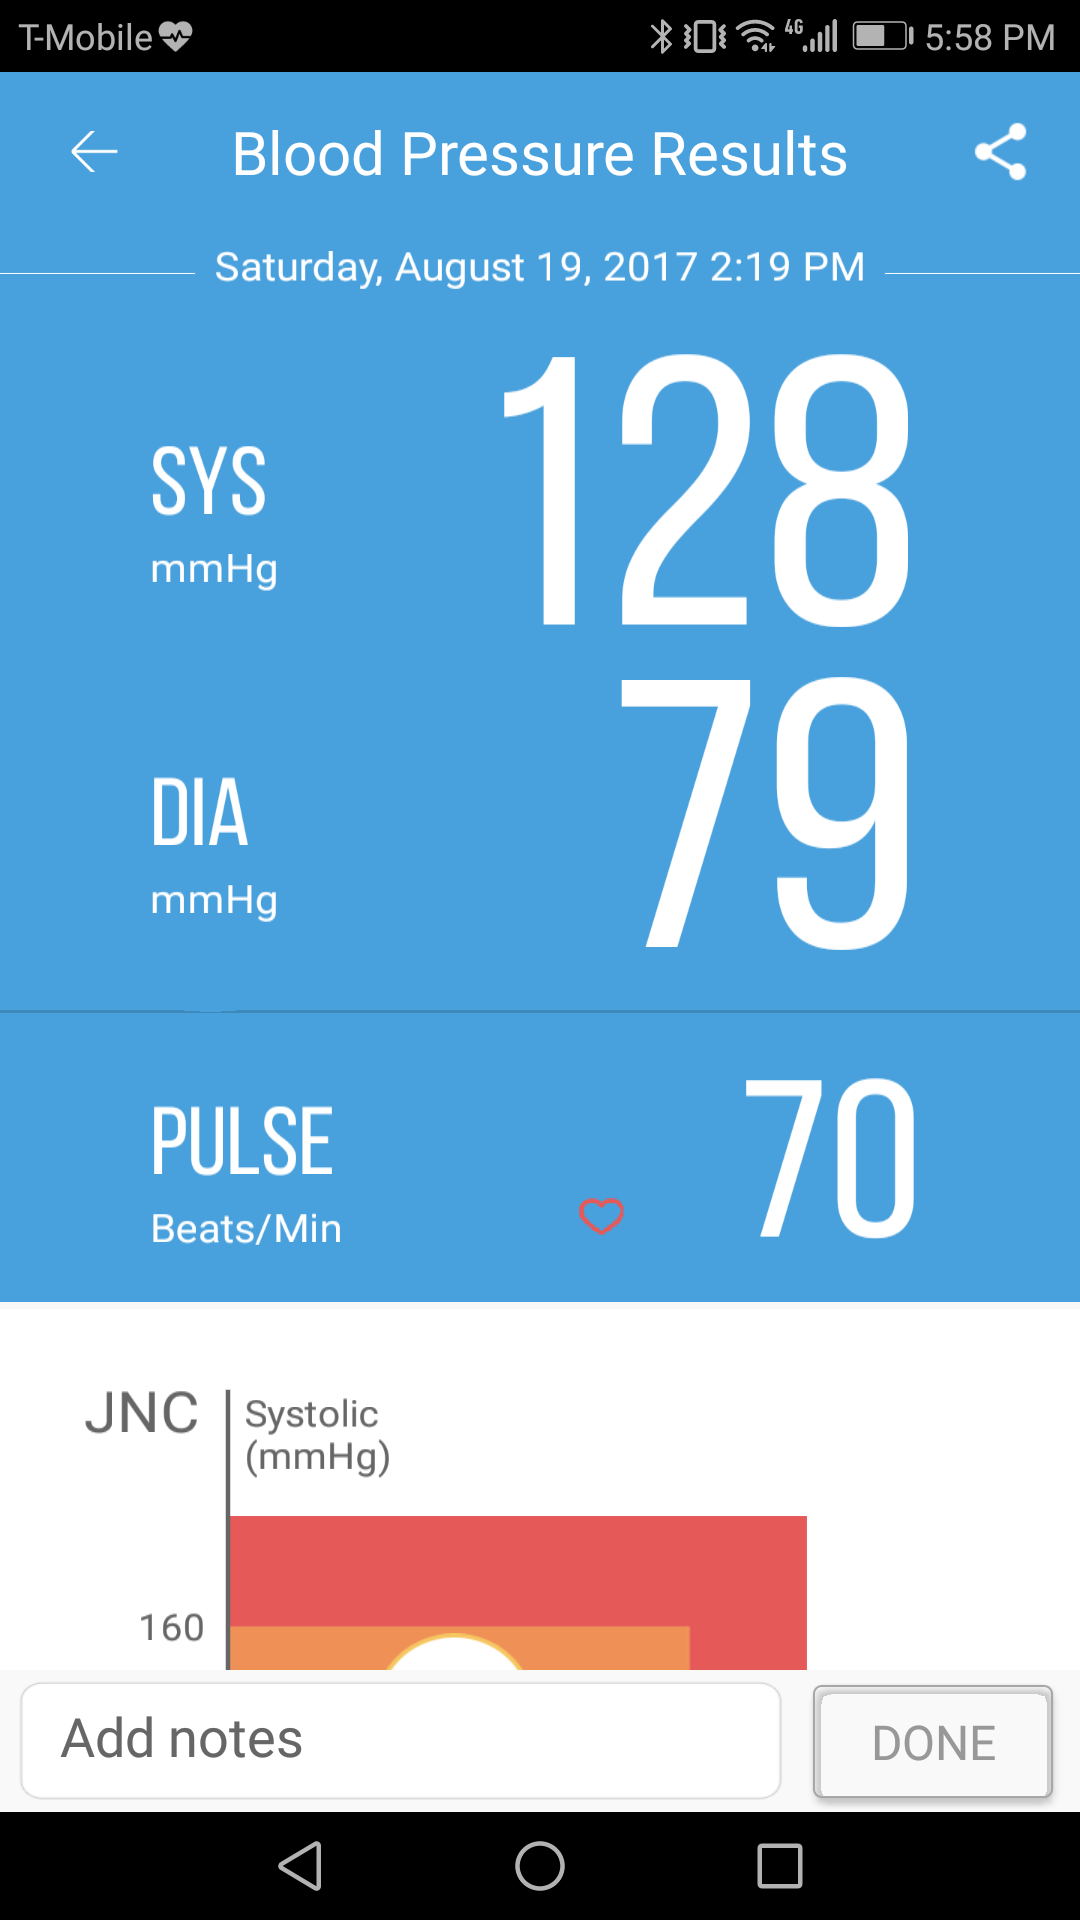 T-Mobile 4G 5:58 PM
Blood Pressure Results
Saturday, August 19, 2017 2:19 PM
128
SYS
mmHg
79
DIA
mmHg
70
PULSE
Beats/Min
JNC
Systolic
(mmHg)
160
Add notes
DONE